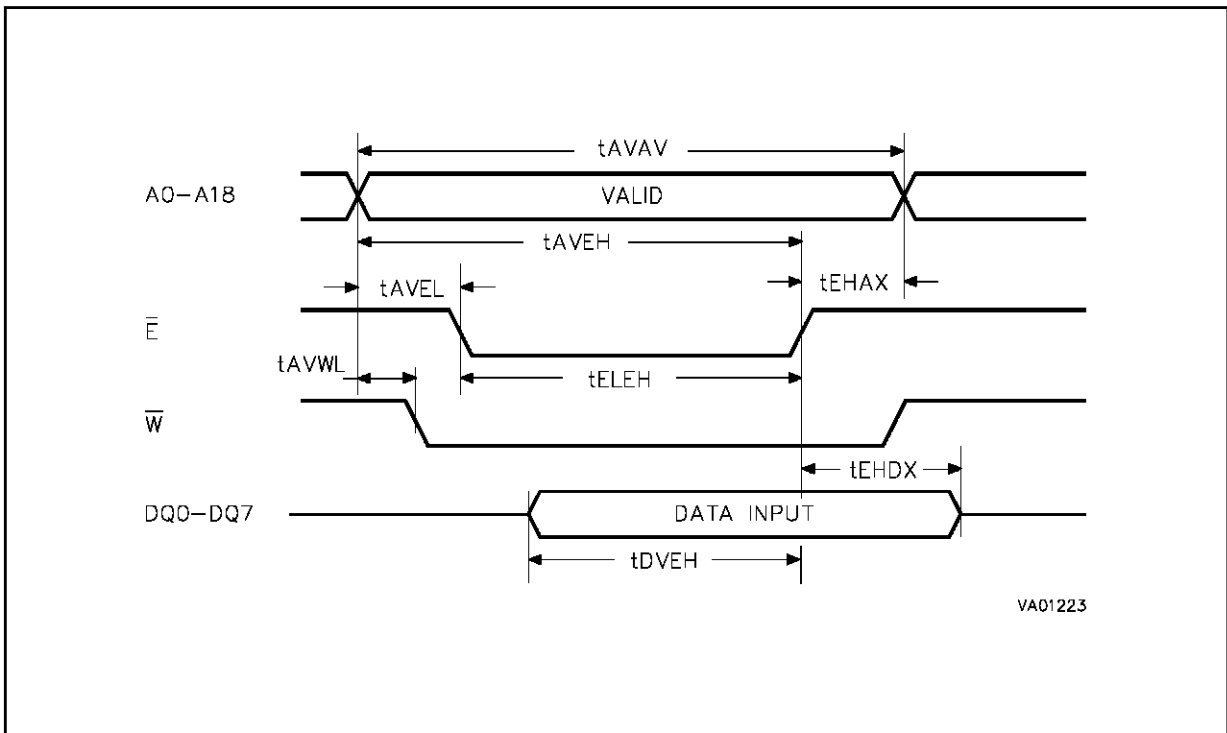 tAVAV
A0-A18
VALID
tAVEH
tAVEL
tEHAX
E̅
tAVWL
tELEH
W̅
tEHDX
DQ0-DQ7
DATA INPUT
tDVEH
VA01223